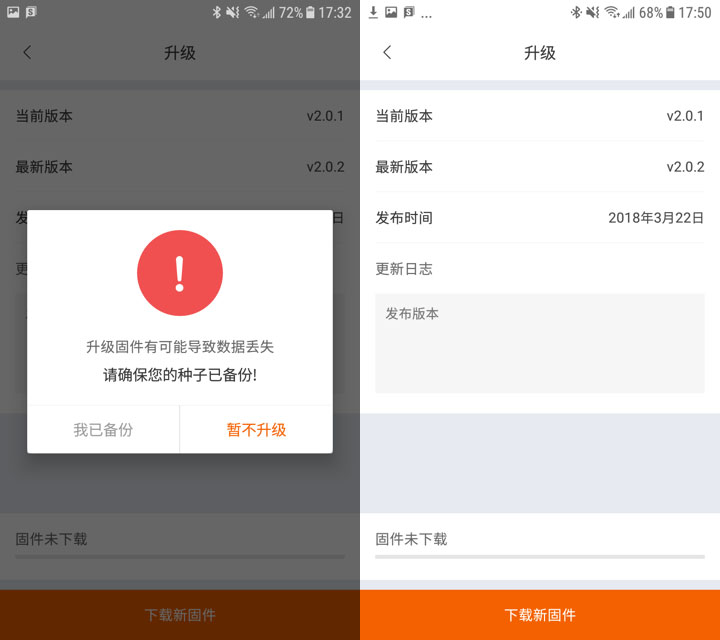 72% 17:32
升级
当前版本
v2.0.1
最新版本
v2.0.2
发
日
更
升级固件有可能导致数据丢失
请确保您的种子已备份!
我已备份
暂不升级
固件未下载
下载新固件
... 68% 17:50
升级
当前版本
v2.0.1
最新版本
v2.0.2
发布时间
2018年3月22日
更新日志
发布版本
固件未下载
下载新固件